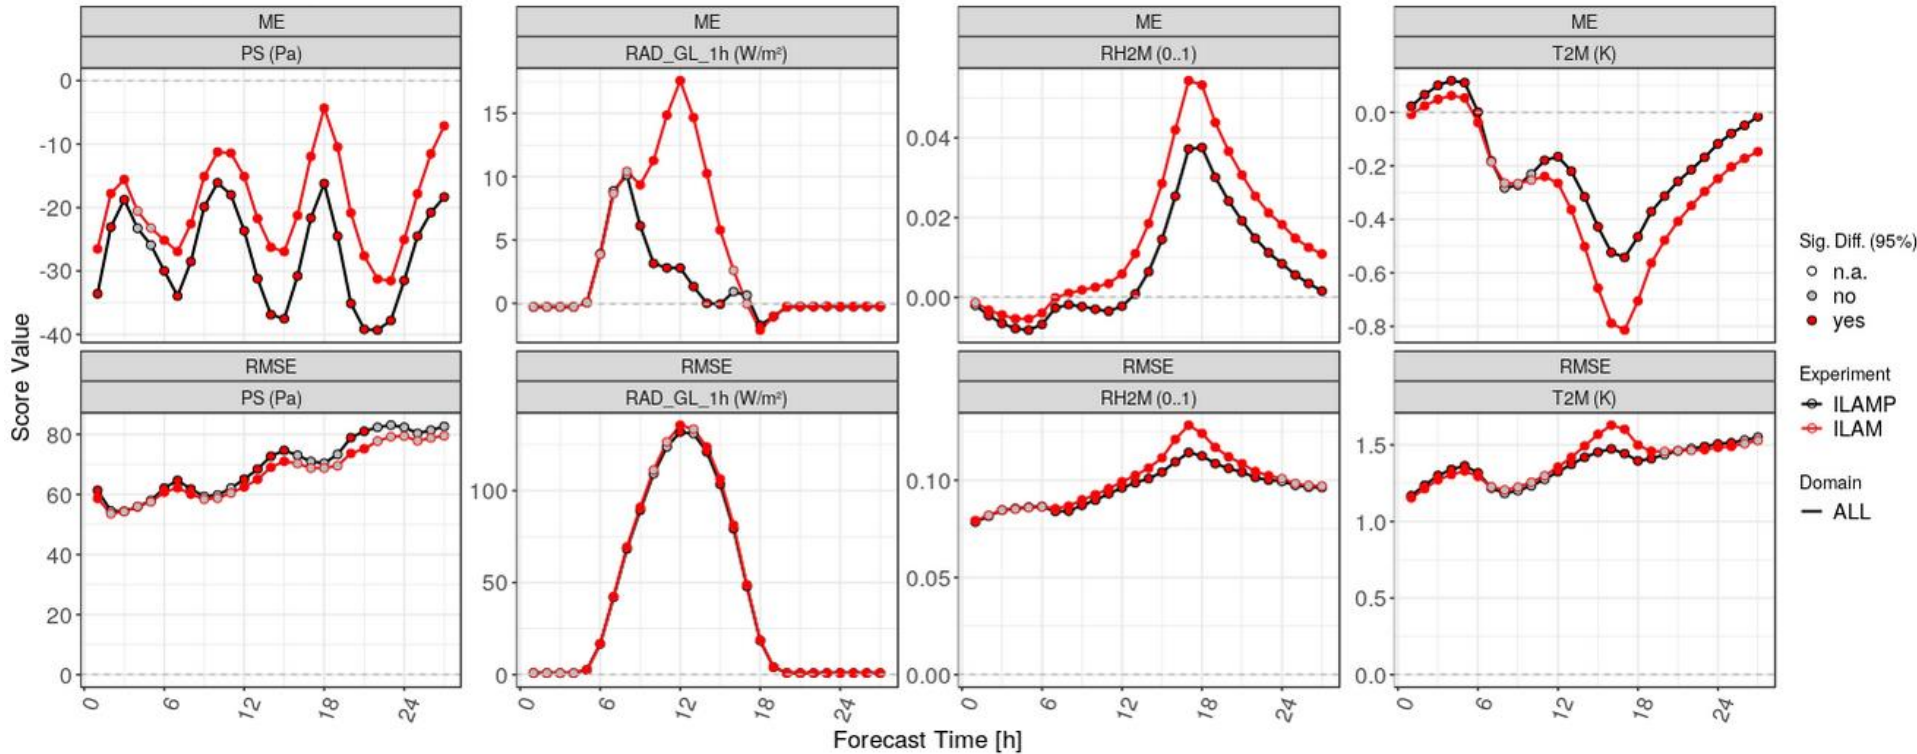 ME ME ME ME
PS (Pa) RAD_GL_1h (W/m²) RH2M (0..1) T2M (K)
0
-10
-20
-30
-40
15
10
5
0
0.04
0.02
0.00
0.0
-0.2
-0.4
-0.6
-0.8
Score Value
RMSE RMSE RMSE RMSE
PS (Pa) RAD_GL_1h (W/m²) RH2M (0..1) T2M (K)
80
60
40
20
0
100
50
0
0.10
0.05
0.00
1.5
1.0
0.5
0.0
0 6 12 18 24 0 6 12 18 24 0 6 12 18 24 0 6 12 18 24
Forecast Time [h]
Sig. Diff. (95%)
n.a.
no
yes
Experiment
ILAMP
ILAM
Domain
ALL